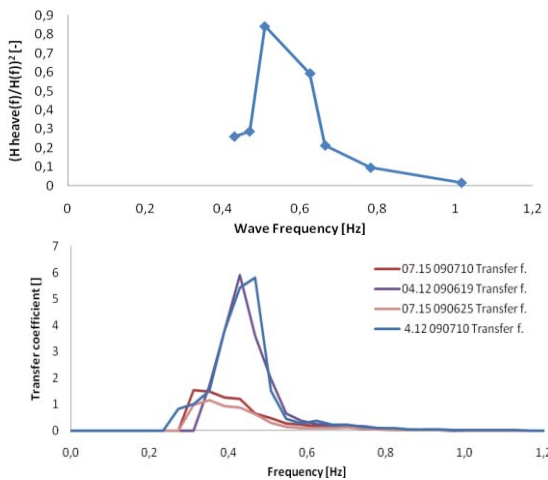 0,9
0,8
0,7
0,6
0,5
0,4
0,3
0,2
0,1
0
(H heave(f)/H(f))² [-]
0 0,2 0,4 0,6 0,8 1 1,2
Wave Frequency [Hz]
7
6
5
4
3
2
1
0
Transfer coefficient []
07.15 090710 Transfer f.
04.12 090619 Transfer f.
07.15 090625 Transfer f.
4.12 090710 Transfer f.
0,0 0,2 0,4 0,6 0,8 1,0 1,2
Frequency [Hz]